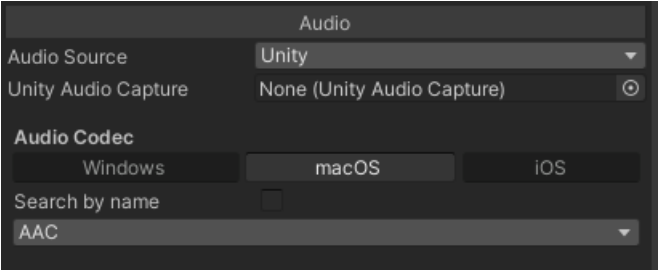 Audio
Audio Source Unity
Unity Audio Capture None (Unity Audio Capture)
Audio Codec
Windows macOS iOS
Search by name
AAC